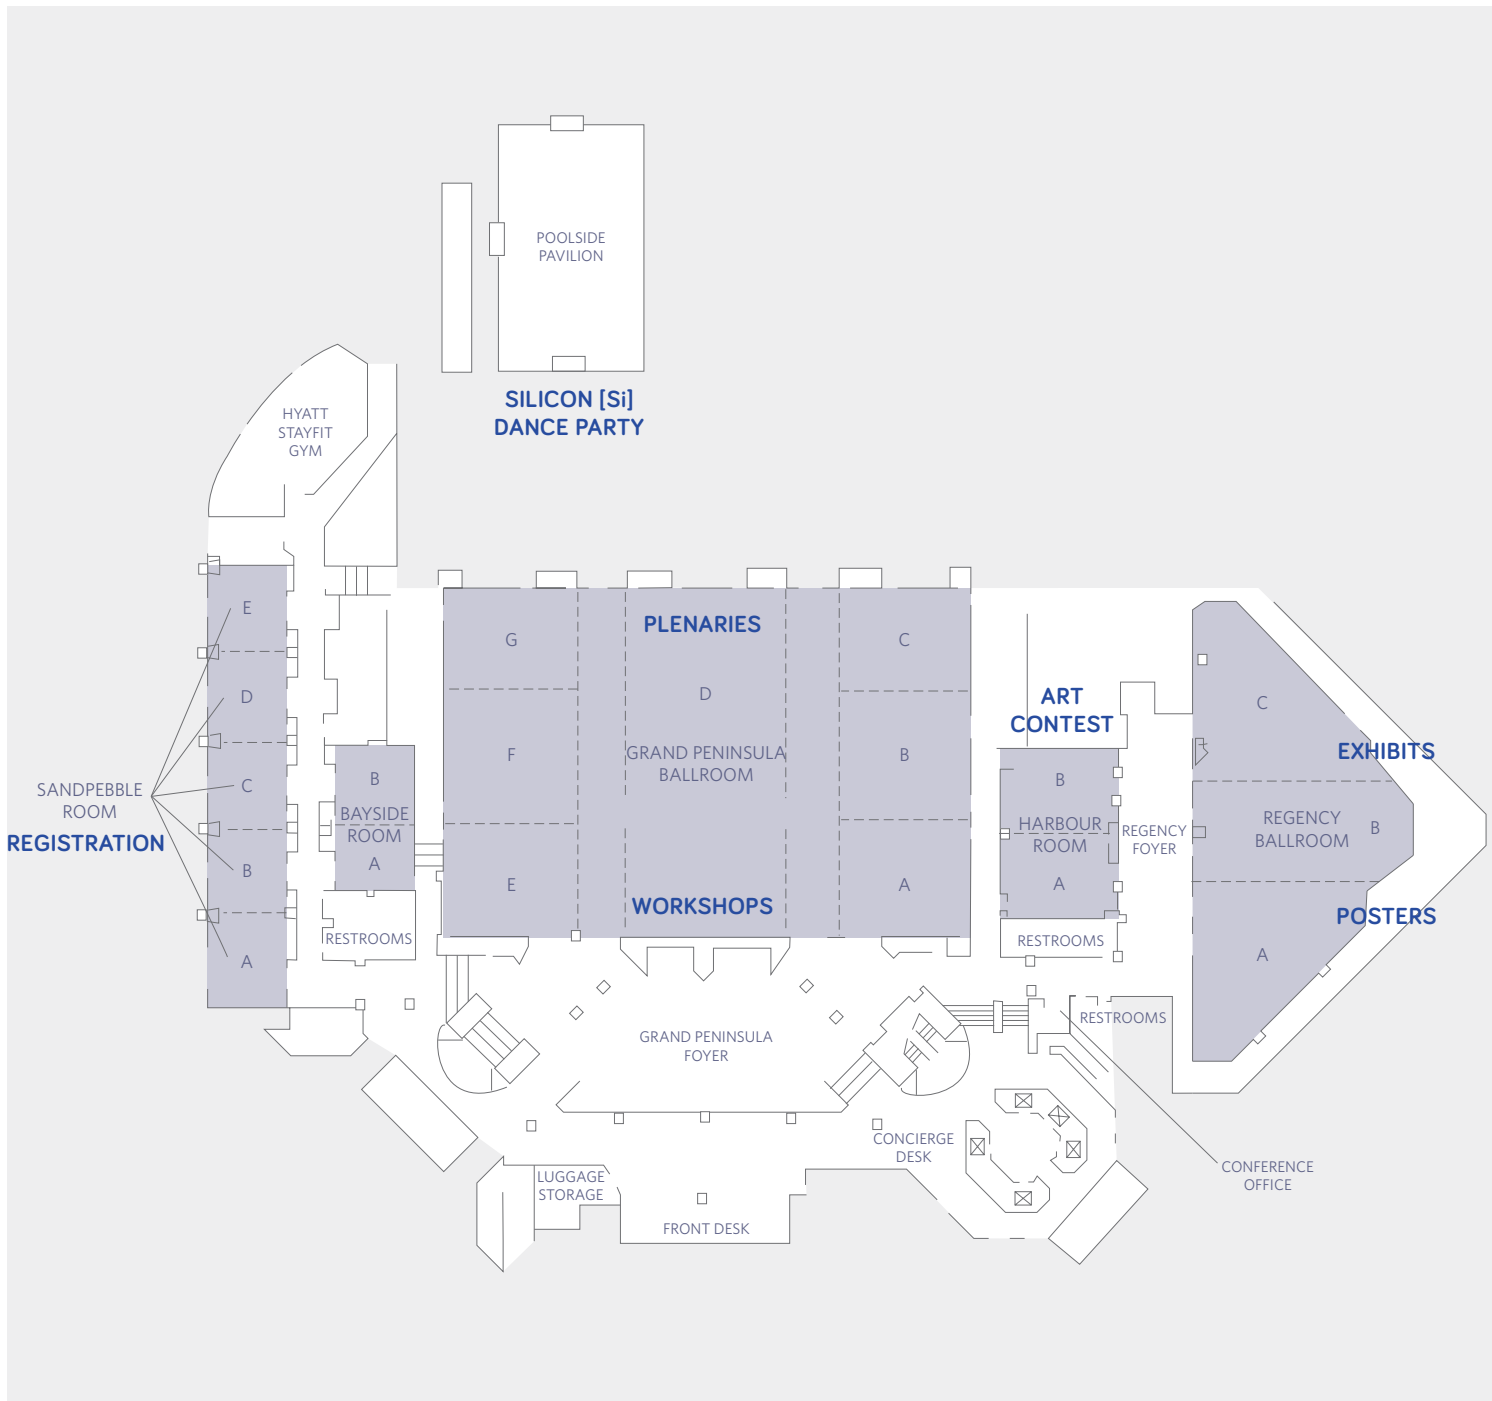 POOLSIDE
PAVILION
SILICON [Si]
DANCE PARTY
HYATT
STAYFIT
GYM
E
D
C
B
A
SANDPEBBLE
ROOM
REGISTRATION
B
BAYSIDE
ROOM
A
RESTROOMS
G
F
E
PLENARIES
D
GRAND PENINSULA
BALLROOM
WORKSHOPS
C
B
A
ART
CONTEST
B
HARBOUR
ROOM
A
RESTROOMS
REGENCY
FOYER
C
EXHIBITS
REGENCY
BALLROOM
B
POSTERS
A
RESTROOMS
GRAND PENINSULA
FOYER
CONCIERGE
DESK
CONFERENCE
OFFICE
LUGGAGE
STORAGE
FRONT DESK